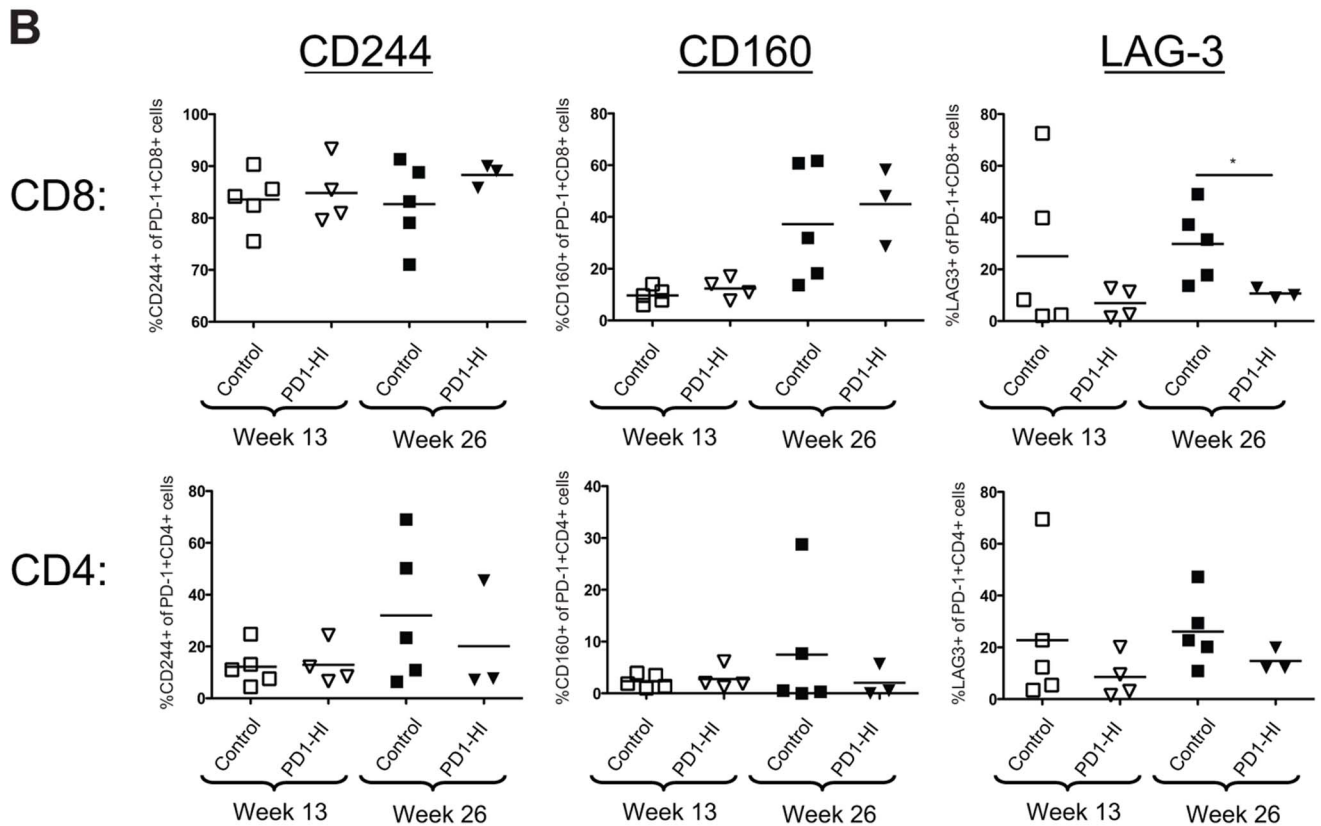 B
CD244 CD160 LAG-3
CD8:
%CD244+ of PD-1+CD8+ cells
100
90
80
70
60
Control PD1-HI Control PD1-HI
Week 13 Week 26
%CD160+ of PD-1+CD8+ cells
80
60
40
20
0
Control PD1-HI Control PD1-HI
Week 13 Week 26
%LAG3+ of PD-1+CD8+ cells
80
60
40
20
0
*
Control PD1-HI Control PD1-HI
Week 13 Week 26
CD4:
%CD244+ of PD-1+CD4+ cells
80
60
40
20
0
Control PD1-HI Control PD1-HI
Week 13 Week 26
%CD160+ of PD-1+CD4+ cells
40
30
20
10
0
Control PD1-HI Control PD1-HI
Week 13 Week 26
%LAG3+ of PD-1+CD4+ cells
80
60
40
20
0
Control PD1-HI Control PD1-HI
Week 13 Week 26